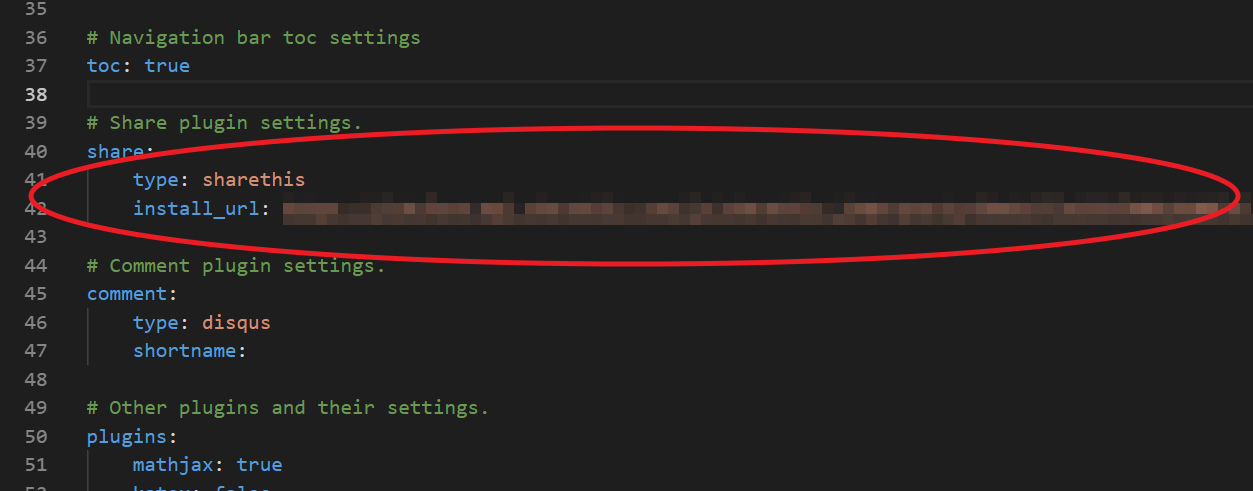 35
36 # Navigation bar toc settings
37 toc: true
38
39 # Share plugin settings.
40 share:
41 type: sharethis
42 install_url:
43
44 # Comment plugin settings.
45 comment:
46 type: disqus
47 shortname:
48
49 # Other plugins and their settings.
50 plugins:
51 mathjax: true